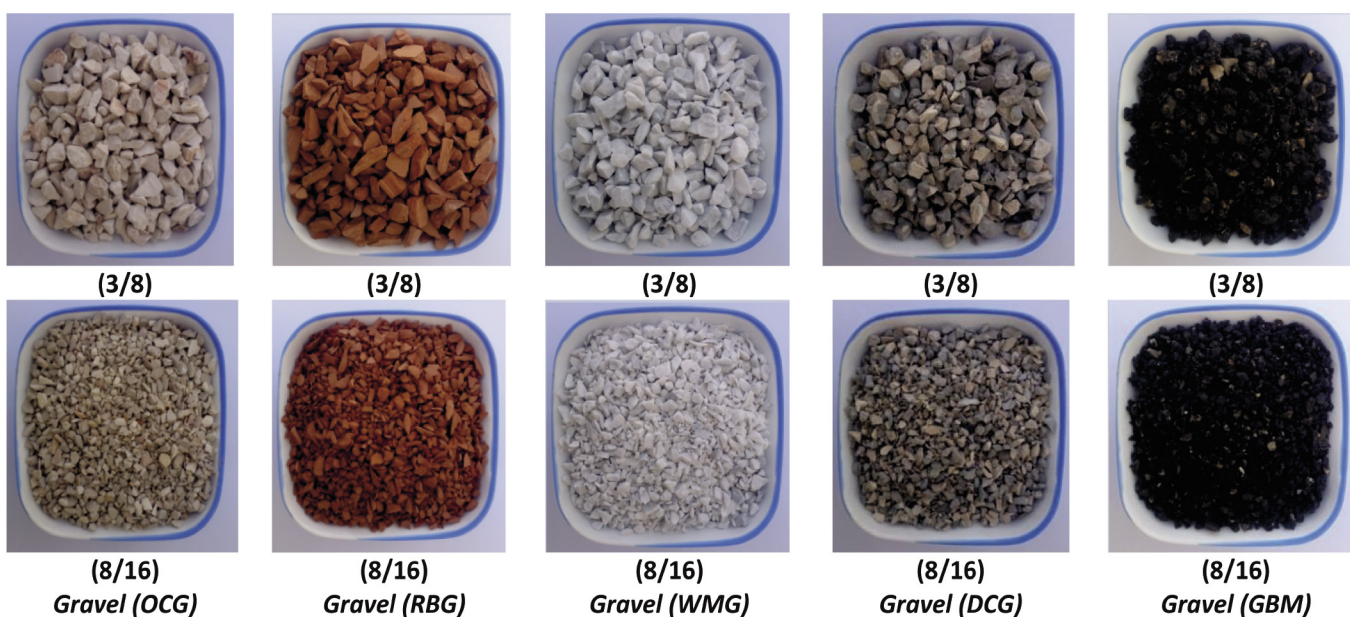 (3/8) (3/8) (3/8) (3/8) (3/8)
(8/16) (8/16) (8/16) (8/16) (8/16)
Gravel (OCG) Gravel (RBG) Gravel (WMG) Gravel (DCG) Gravel (GBM)